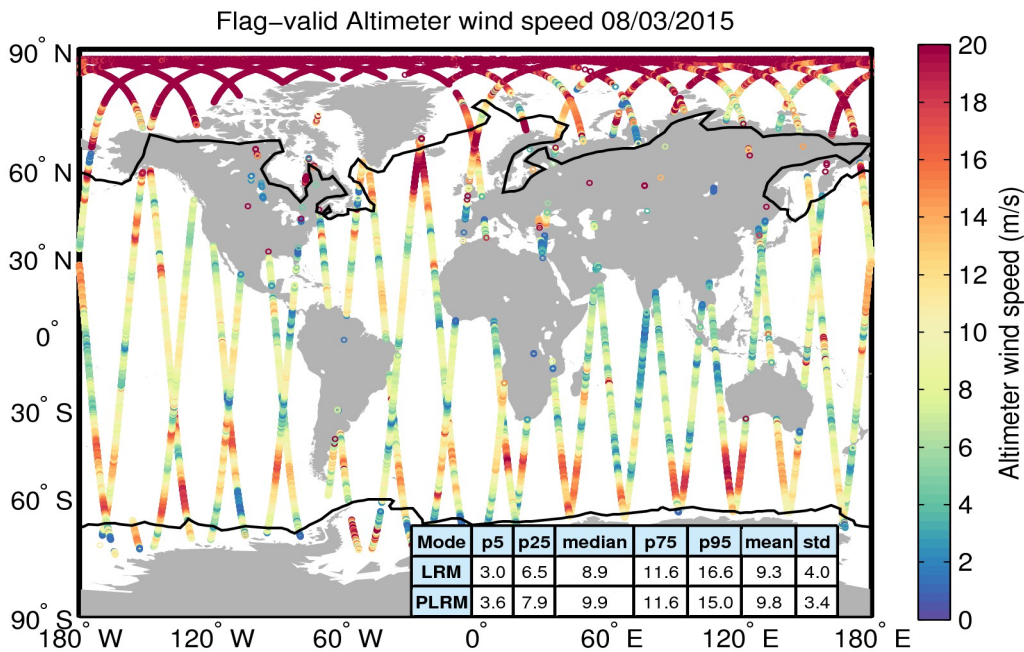 Flag−valid Altimeter wind speed 08/03/2015
90° N
60° N
30° N
0°
30° S
60° S
90° S
180° W
120° W
60° W
0°
60° E
120° E
180° E
Mode p5 p25 median p75 p95 mean std
LRM 3.0 6.5 8.9 11.6 16.6 9.3 4.0
PLRM 3.6 7.9 9.9 11.6 15.0 9.8 3.4
20
18
16
14
12
10
8
6
4
2
0
Altimeter wind speed (m/s)